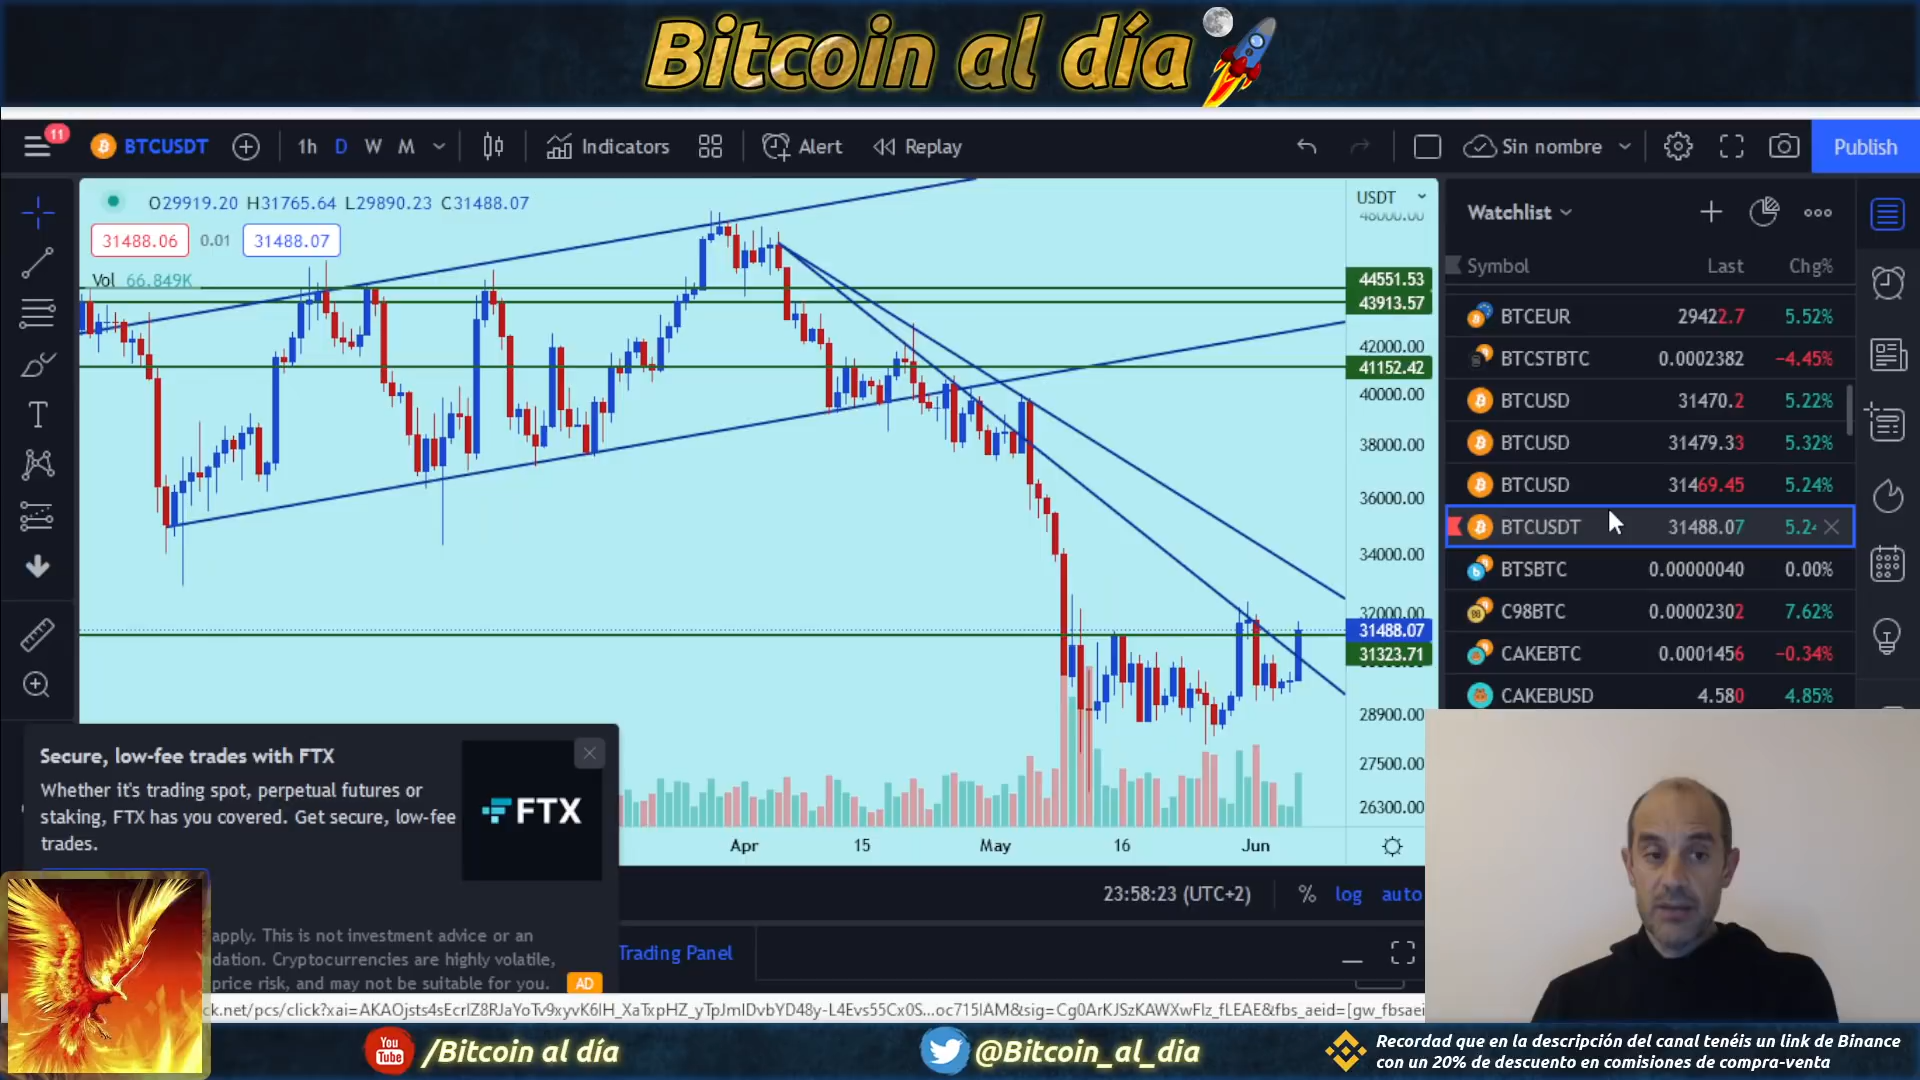 Bitcoin al día
11
BTCUSDT
1h D W M
Indicators
Alert
Replay
Sin nombre
Publish
O29919.20 H31765.64 L29890.23 C31488.07
31488.06 0.01 31488.07
Vol 66.849K
USDT
48000.00
44551.53
43913.57
42000.00
41152.42
40000.00
38000.00
36000.00
34000.00
32000.00
31488.07
31323.71
28900.00
27500.00
26300.00
Apr 15 May 16 Jun
23:58:23 (UTC+2) % log auto
Trading Panel
Watchlist
Symbol Last Chg%
BTCEUR 29422.7 5.52%
BTCSTBTC 0.0002382 −4.45%
BTCUSD 31470.2 5.22%
BTCUSD 31479.33 5.32%
BTCUSD 31469.45 5.24%
BTCUSDT 31488.07 5.24
BTSBTC 0.00000040 0.00%
C98BTC 0.00002302 7.62%
CAKEBTC 0.0001456 −0.34%
CAKEBUSD 4.580 4.85%
Secure, low-fee trades with FTX
Whether it's trading spot, perpetual futures or
staking, FTX has you covered. Get secure, low-fee
trades.
FTX
apply. This is not investment advice or an
dation. Cryptocurrencies are highly volatile,
price risk, and may not be suitable for you.
AD
You
Tube
/Bitcoin al día
@Bitcoin_al_dia
Recordad que en la descripción del canal tenéis un link de Binance
con un 20% de descuento en comisiones de compra-venta